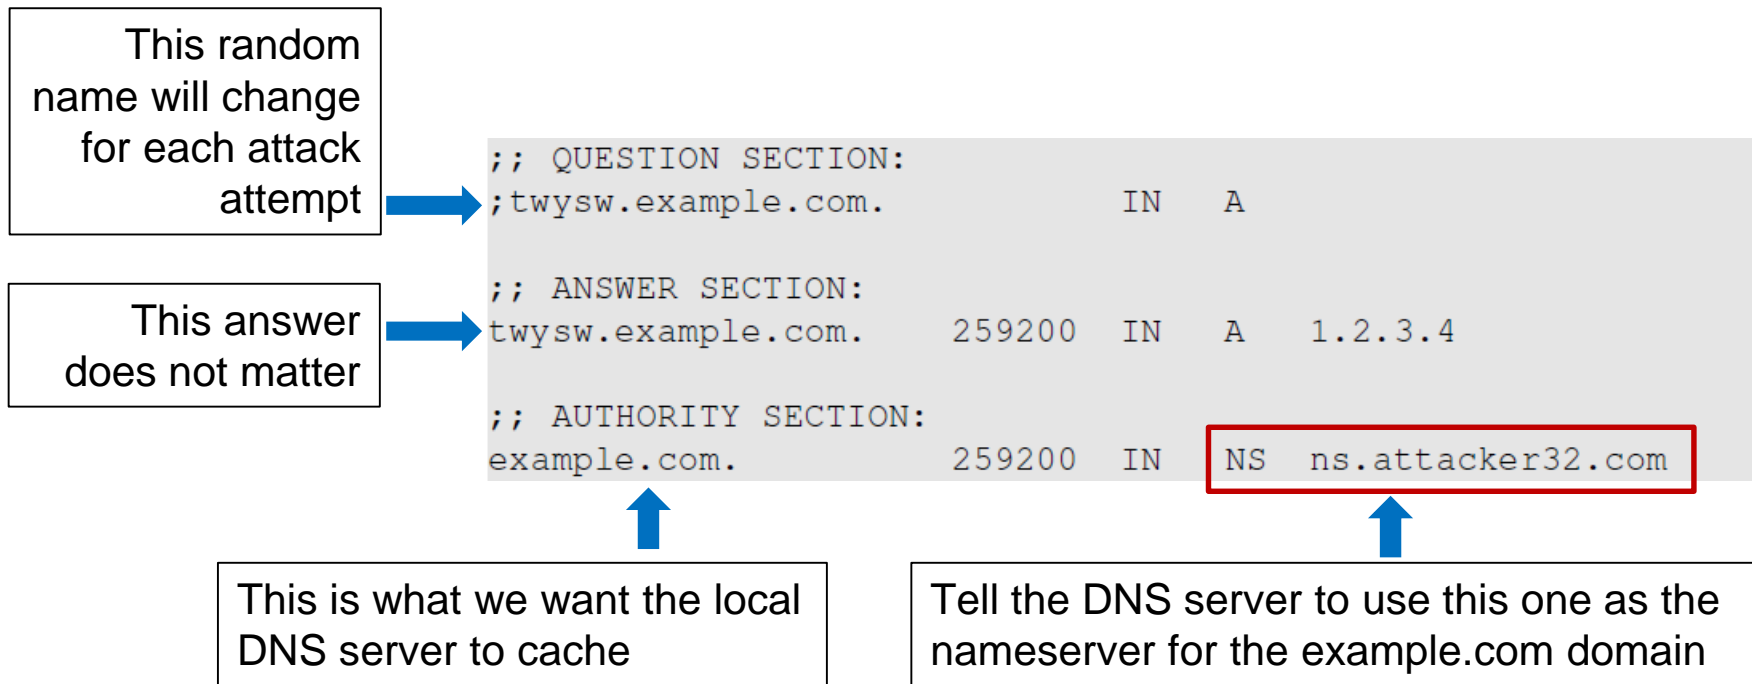 This random
name will change
for each attack
attempt
;; QUESTION SECTION:
;twysw.example.com. IN A
This answer
does not matter
;; ANSWER SECTION:
twysw.example.com. 259200 IN A 1.2.3.4
;; AUTHORITY SECTION:
example.com. 259200 IN NS ns.attacker32.com
This is what we want the local
DNS server to cache
Tell the DNS server to use this one as the
nameserver for the example.com domain